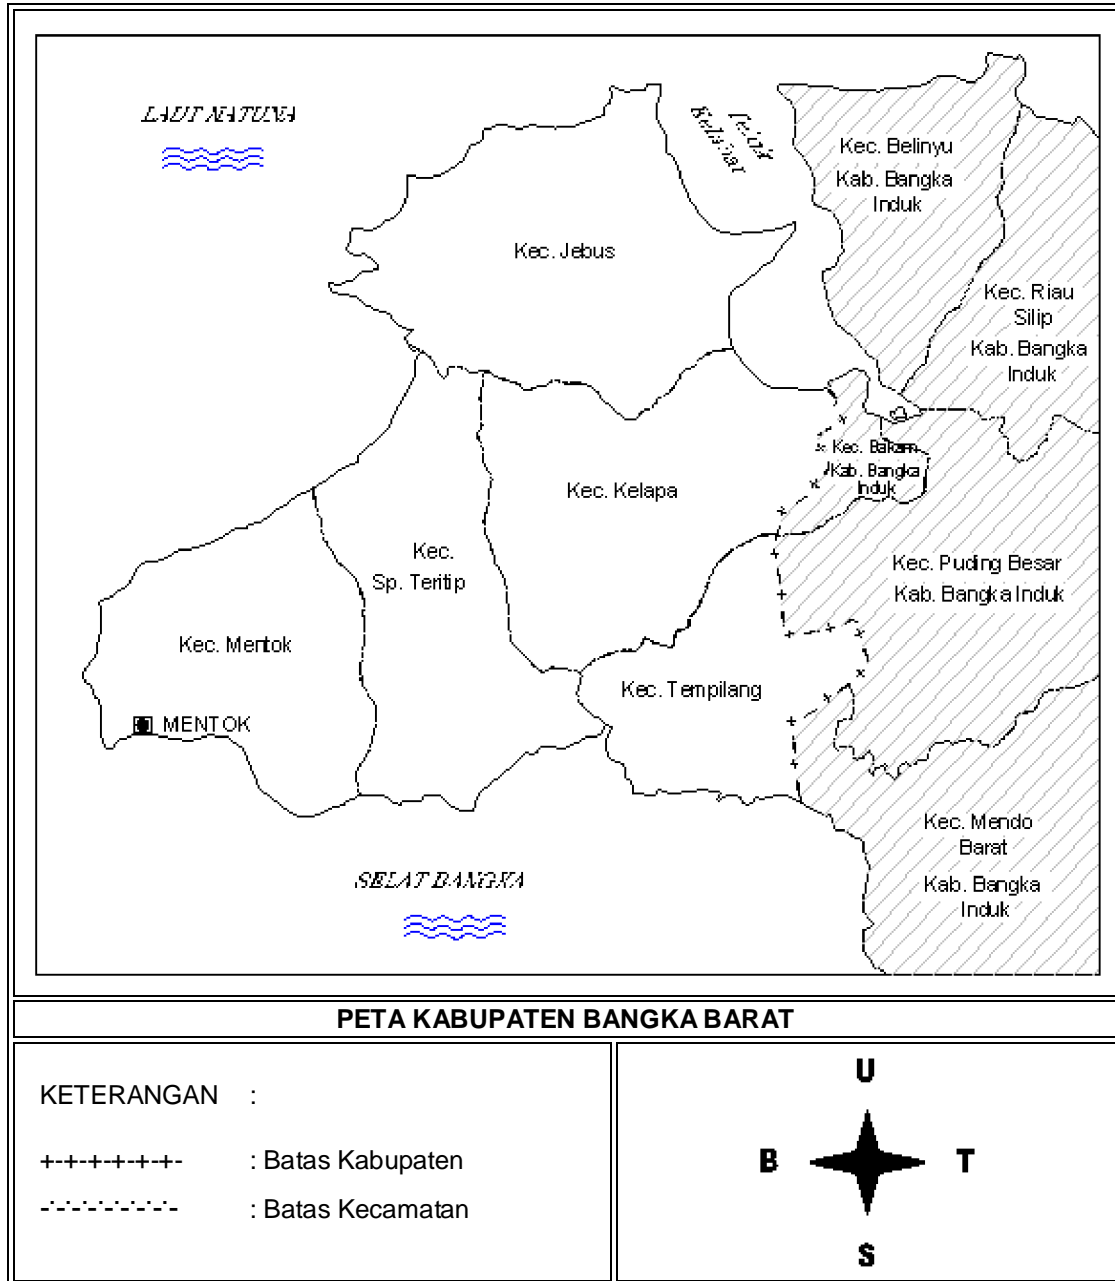 LAUT NATUNA
Teluk
Kelabat
Kec. Belinyu
Kab. Bangka
Induk
Kec. Jebus
Kec. Riau
Silip
Kab. Bangka
Induk
Kec. Bakam
Kab. Bangka
Induk
Kec. Kelapa
Kec.
Sp. Teritip
Kec. Puding Besar
Kab. Bangka Induk
Kec. Mentok
Kec. Tempilang
MENTOK
Kec. Mendo
Barat
Kab. Bangka
Induk
SELAT BANGKA
PETA KABUPATEN BANGKA BARAT
KETERANGAN :
+-+-+-+-+-+- : Batas Kabupaten
-·-·-·-·-·-·-·- : Batas Kecamatan
U
B T
S